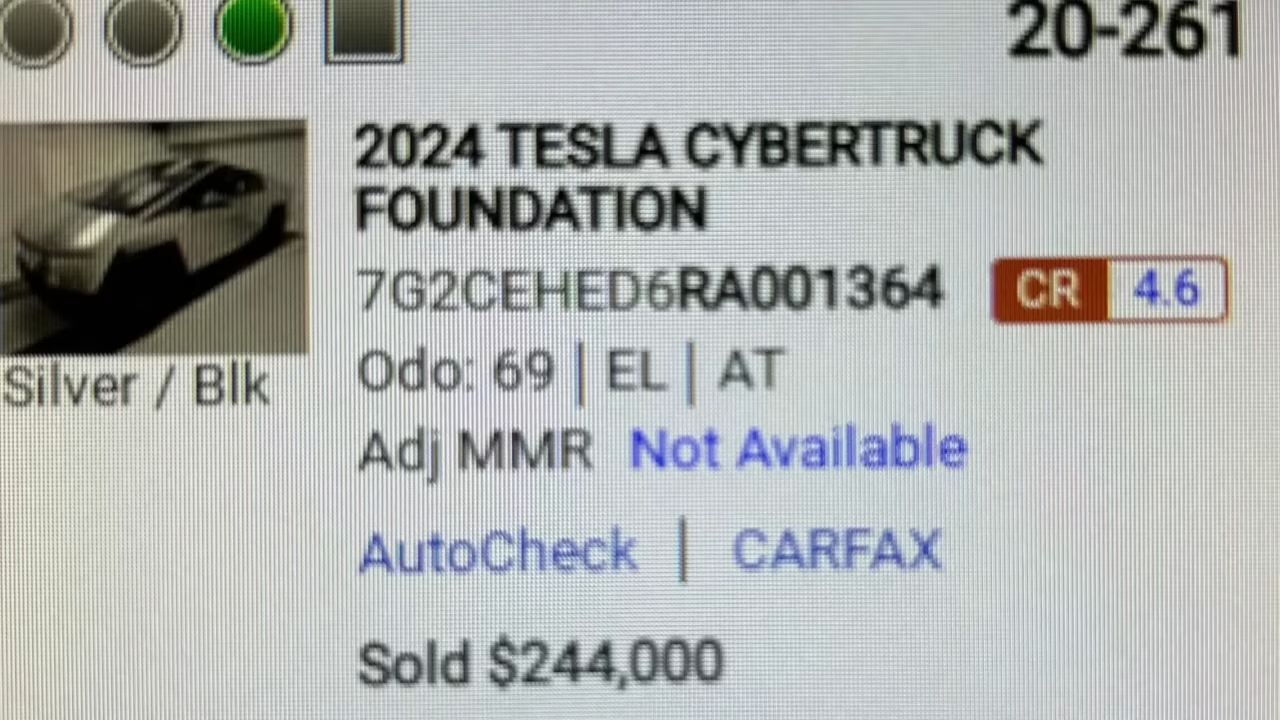 20-261
2024 TESLA CYBERTRUCK
FOUNDATION
7G2CEHED6RA001364 CR 4.6
Odo: 69 | EL | AT
Silver / Blk
Adj MMR Not Available
AutoCheck | CARFAX
Sold $244,000